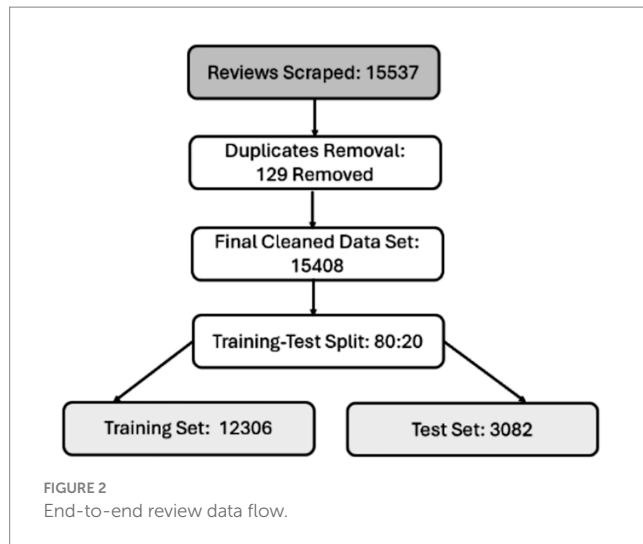 Reviews Scraped: 15537
Duplicates Removal:
129 Removed
Final Cleaned Data Set:
15408
Training-Test Split: 80:20
Training Set: 12306
Test Set: 3082
FIGURE 2
End-to-end review data flow.